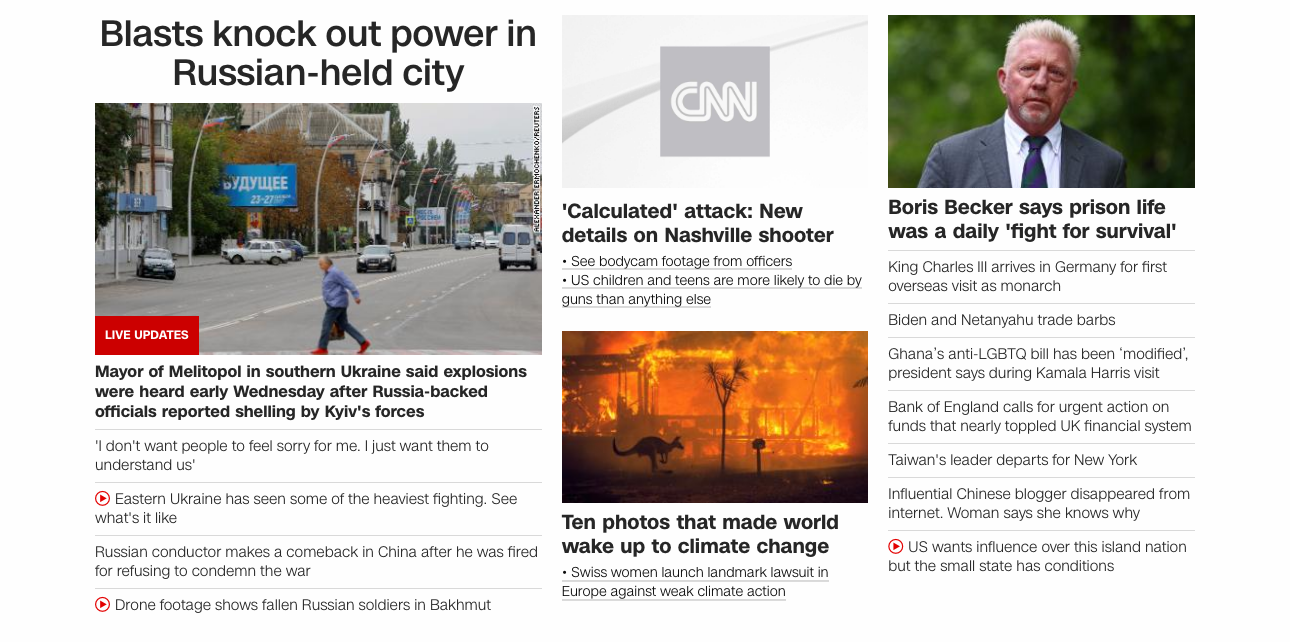 Blasts knock out power in
Russian-held city
ALEXANDER ERMOCHENKO/REUTERS
БУДУЩЕЕ
23-27
LIVE UPDATES
Mayor of Melitopol in southern Ukraine said explosions
were heard early Wednesday after Russia-backed
officials reported shelling by Kyiv's forces
'I don't want people to feel sorry for me. I just want them to
understand us'
Eastern Ukraine has seen some of the heaviest fighting. See
what's it like
Russian conductor makes a comeback in China after he was fired
for refusing to condemn the war
Drone footage shows fallen Russian soldiers in Bakhmut
CNN
'Calculated' attack: New
details on Nashville shooter
• See bodycam footage from officers
• US children and teens are more likely to die by
guns than anything else
Ten photos that made world
wake up to climate change
• Swiss women launch landmark lawsuit in
Europe against weak climate action
Boris Becker says prison life
was a daily 'fight for survival'
King Charles III arrives in Germany for first
overseas visit as monarch
Biden and Netanyahu trade barbs
Ghana's anti-LGBTQ bill has been ‘modified’,
president says during Kamala Harris visit
Bank of England calls for urgent action on
funds that nearly toppled UK financial system
Taiwan's leader departs for New York
Influential Chinese blogger disappeared from
internet. Woman says she knows why
US wants influence over this island nation
but the small state has conditions